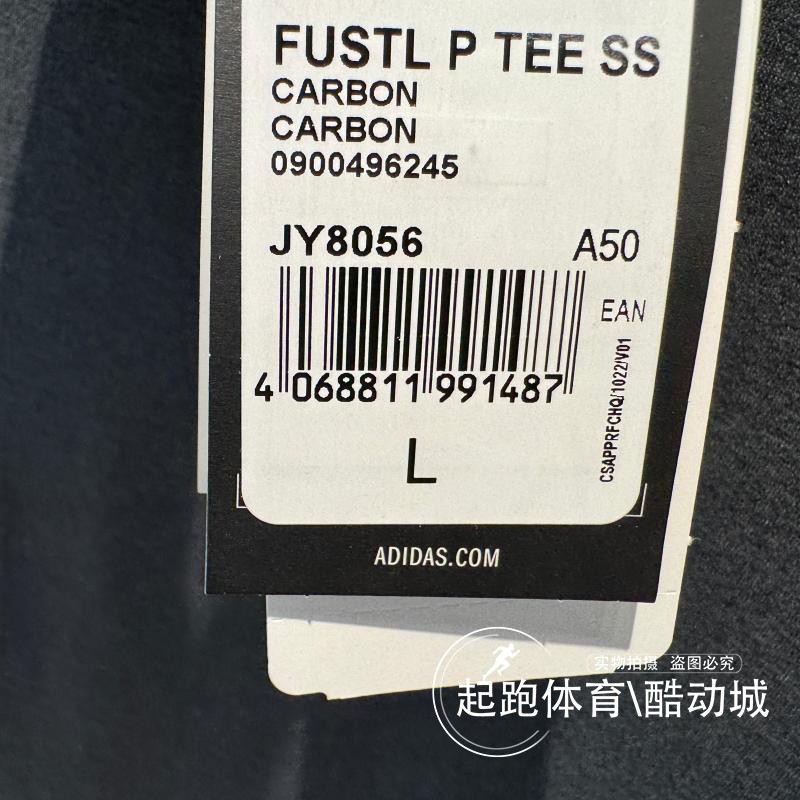 FUSTL P TEE SS
CARBON
CARBON
0900496245
JY8056 A50
EAN
4 068811 991487
CSAPPRFCHQ/1022/V01
L
ADIDAS.COM
实物拍摄 盗图必究
起跑体育\酷动城